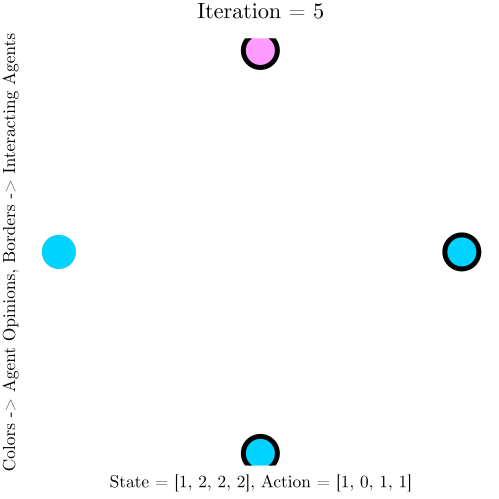 Iteration = 5
Colors -> Agent Opinions, Borders -> Interacting Agents
State = [1, 2, 2, 2], Action = [1, 0, 1, 1]